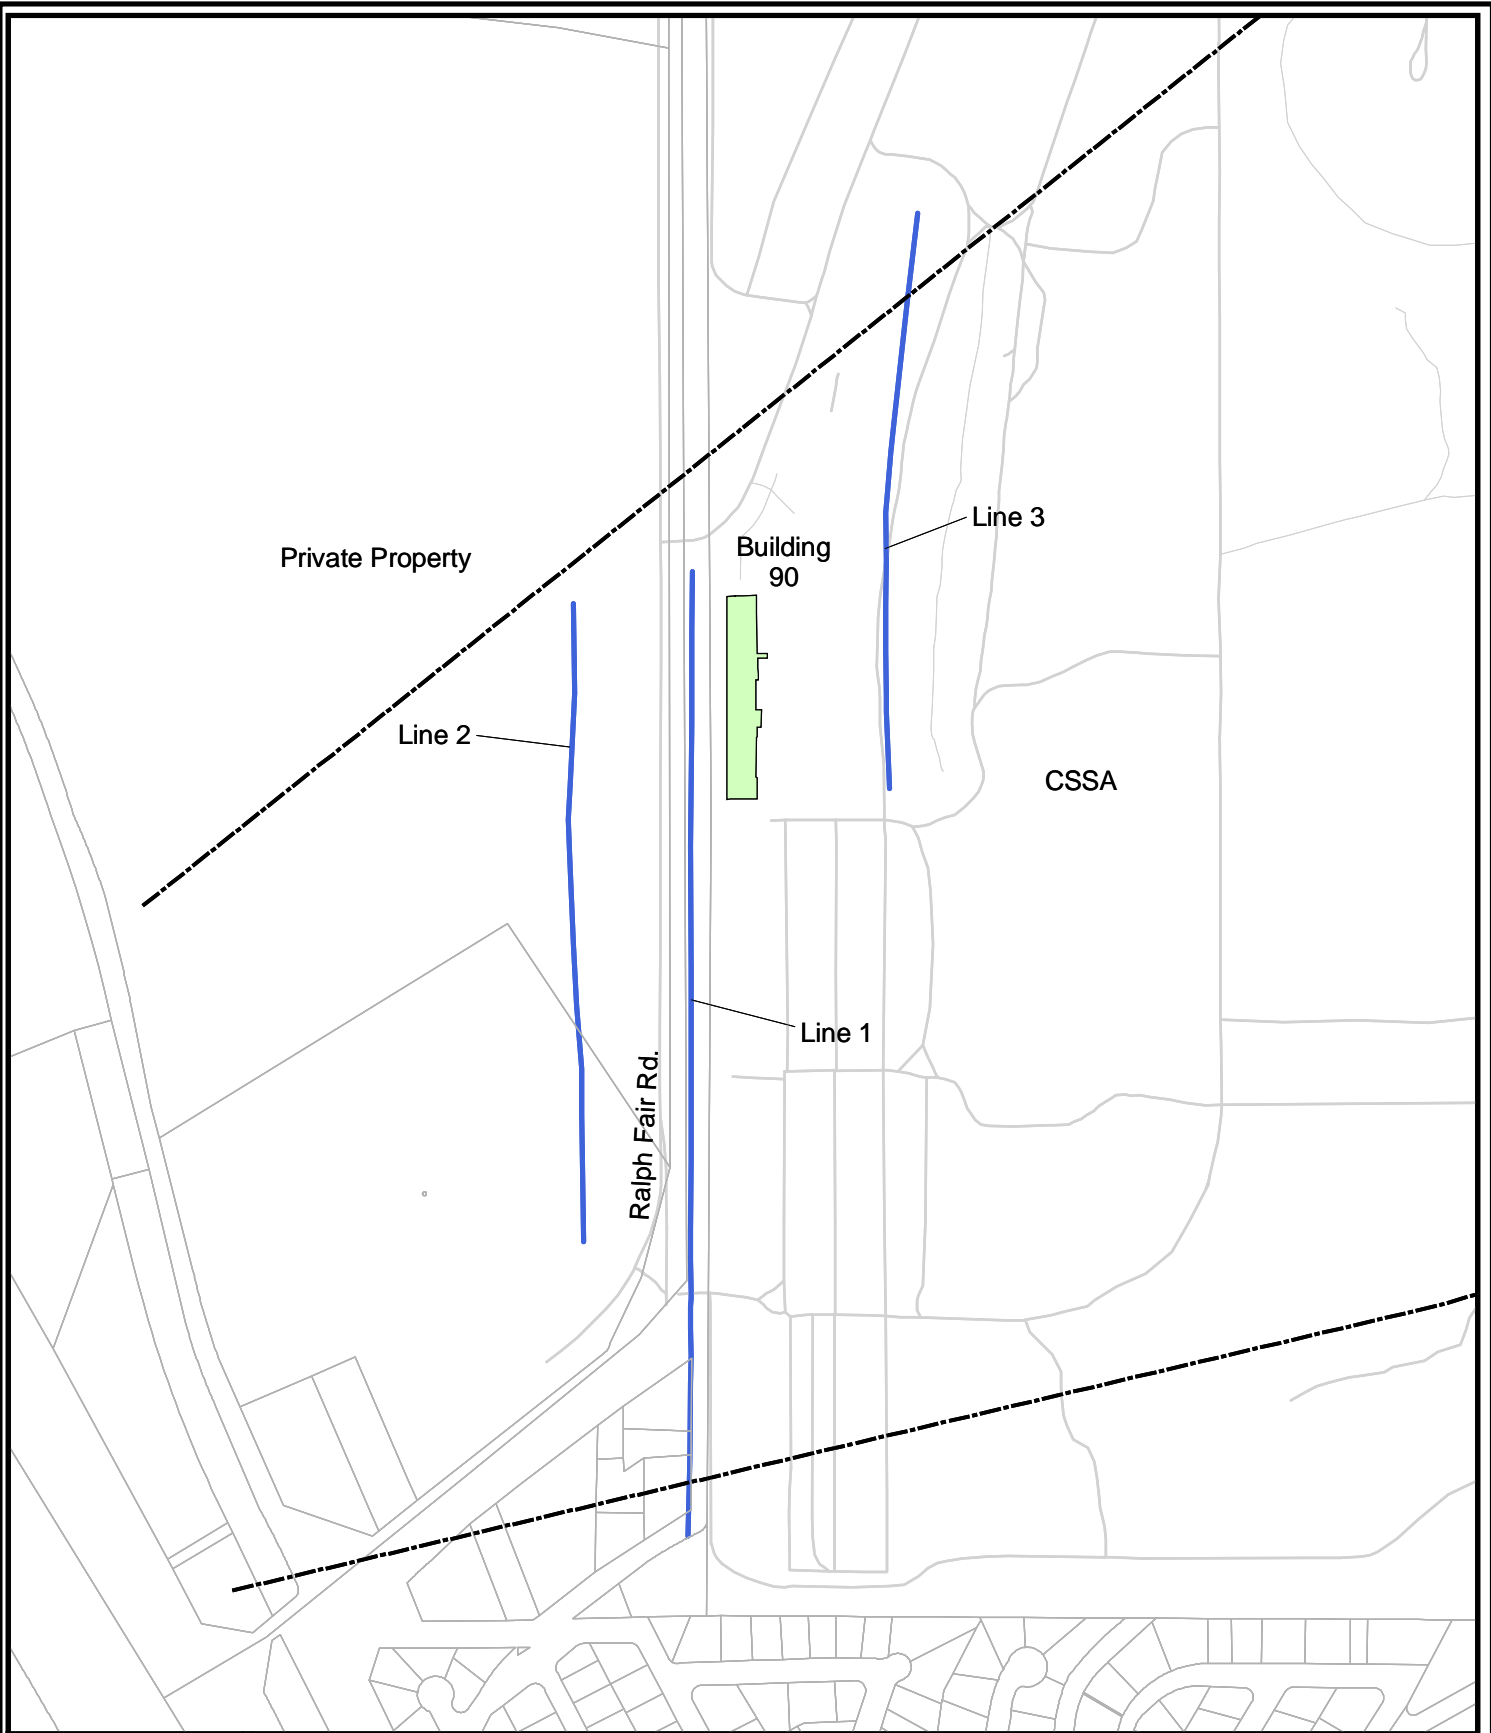 Line 3
Building
90
Private Property
Line 2
CSSA
Line 1
Ralph Fair Rd.